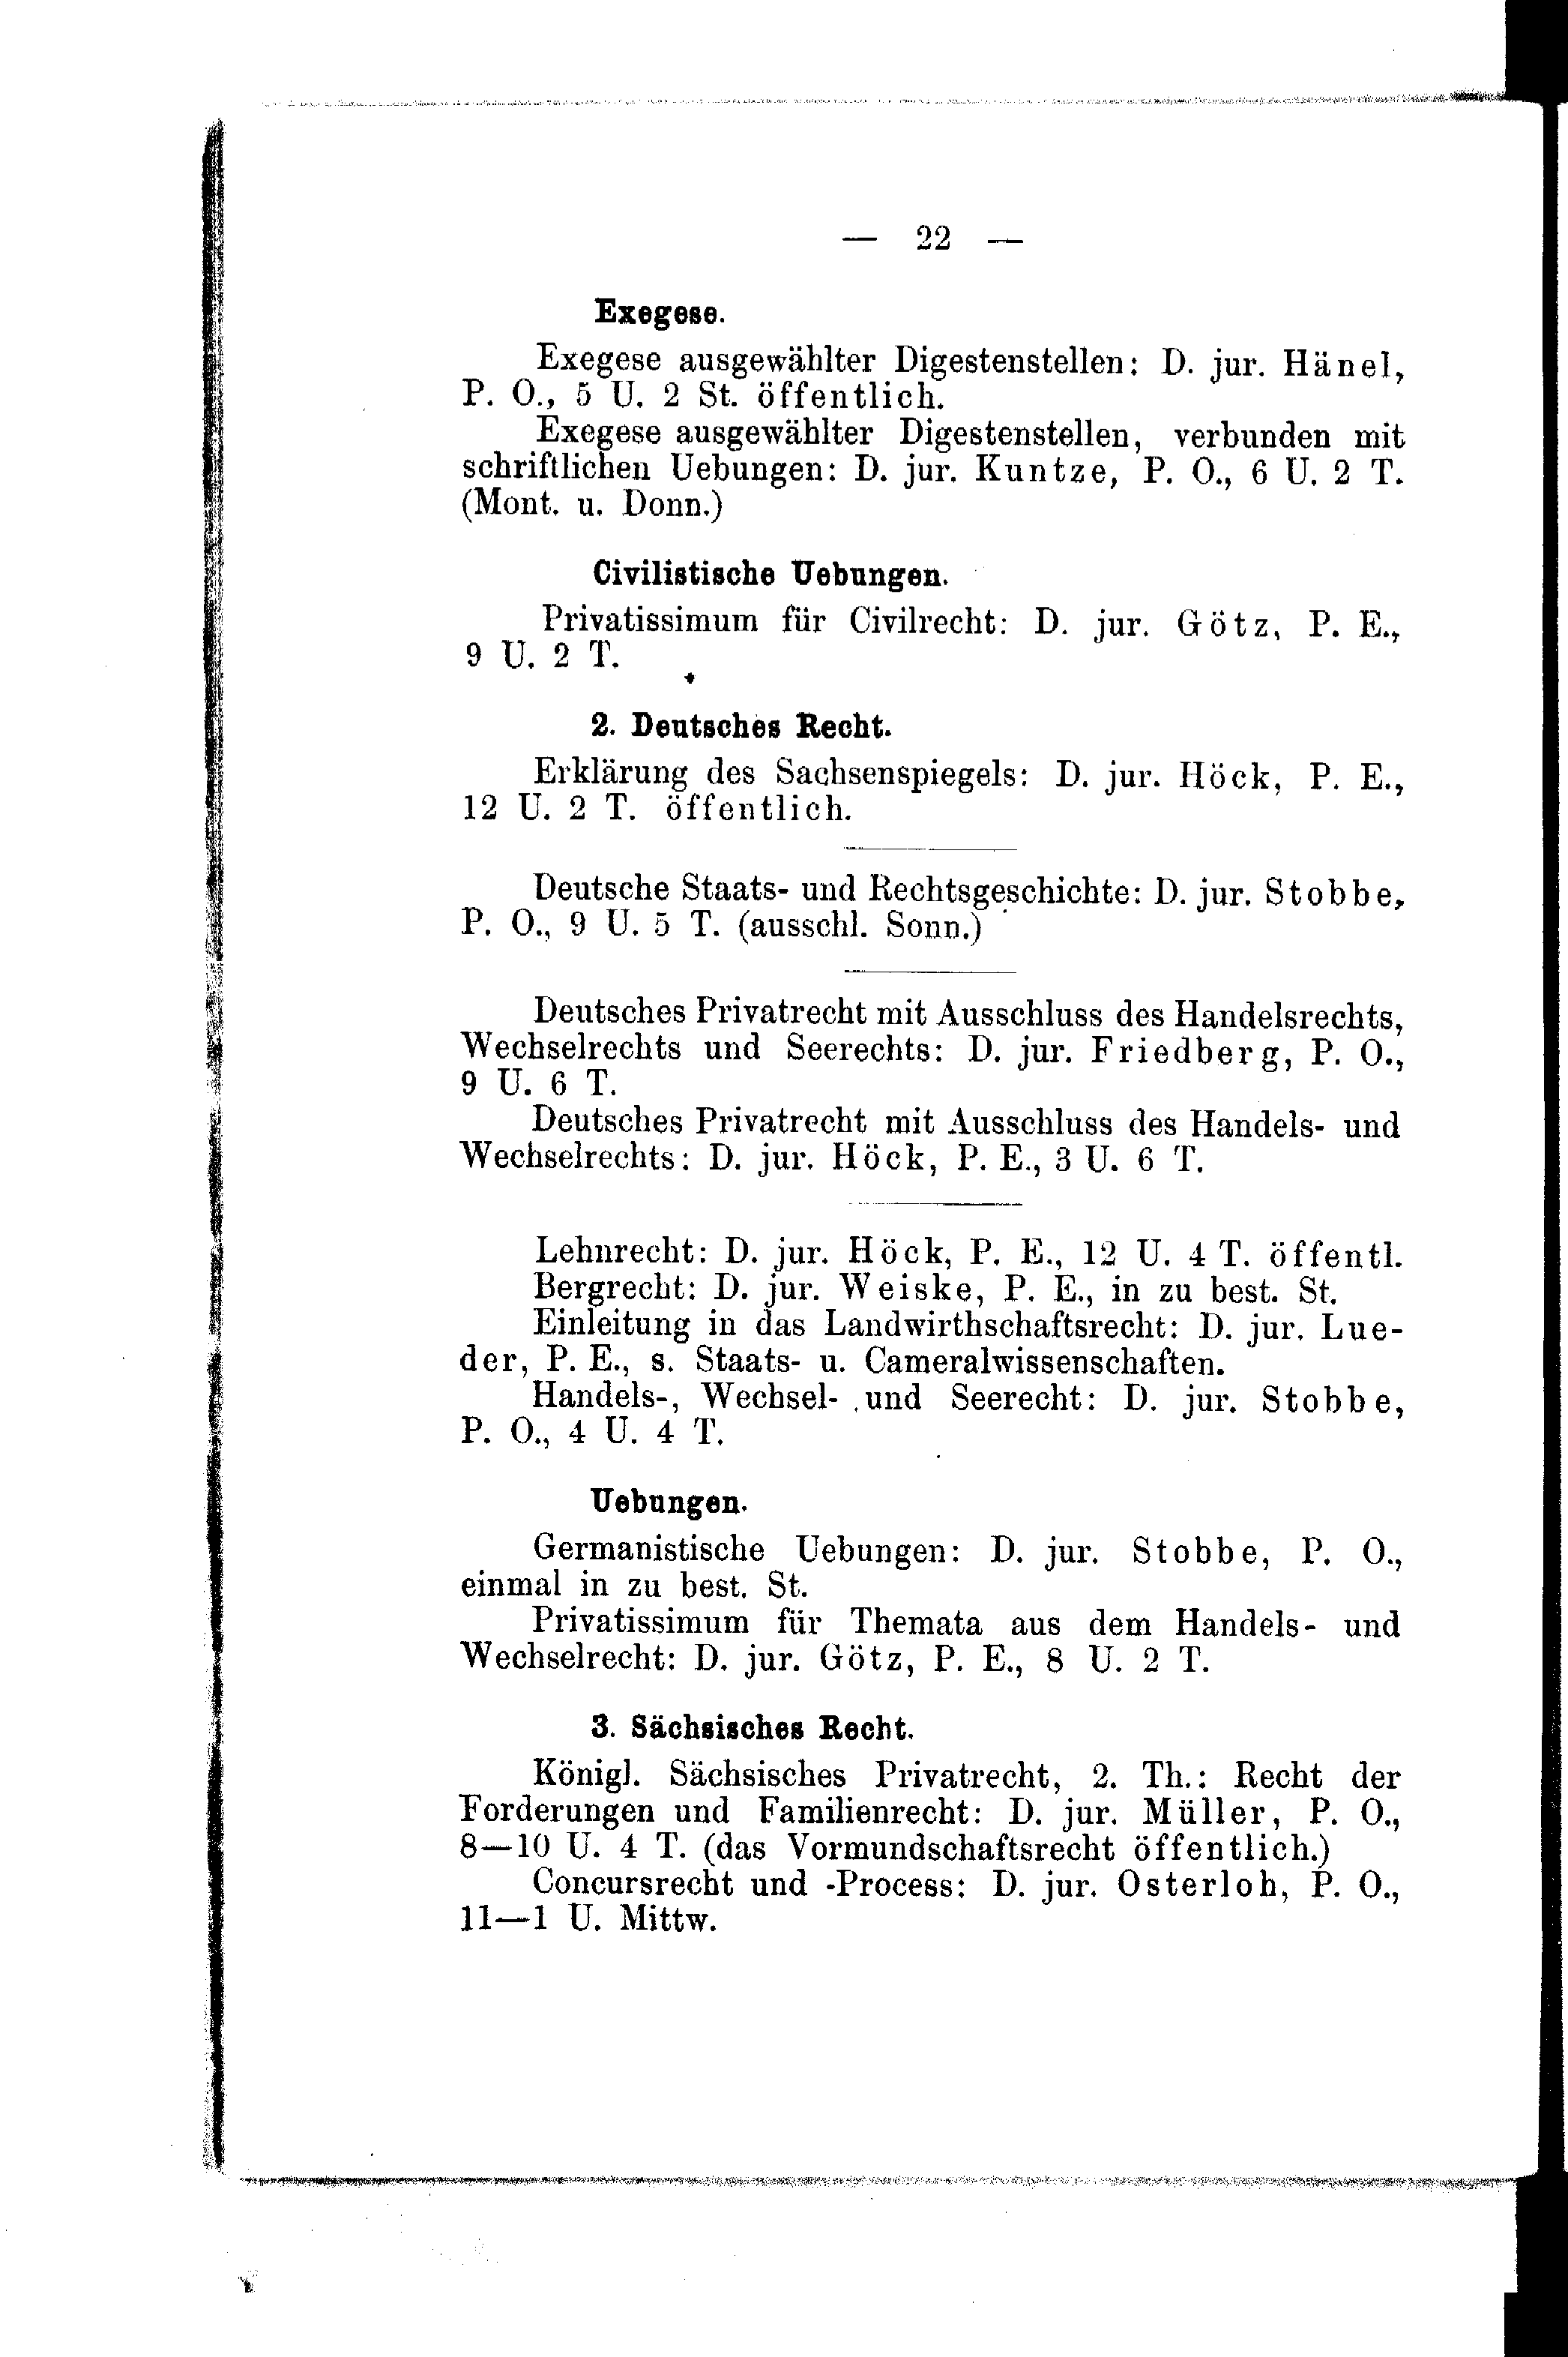 — 22 —
Exegese.
Exegese ausgewählter Digestenstellen: D. jur. Hänel,
P. O., 5 U. 2 St. öffentlich.
Exegese ausgewählter Digestenstellen, verbunden mit
schriftlichen Uebungen: D. jur. Kuntze, P. O., 6 U. 2 T.
(Mont. u. Donn.)
Civilistische Uebungen.
Privatissimum für Civilrecht: D. jur. Götz, P. E.,
9 U. 2 T.
2. Deutsches Recht.
Erklärung des Sachsenspiegels: D. jur. Höck, P. E.,
12 U. 2 T. öffentlich.
Deutsche Staats- und Rechtsgeschichte: D. jur. Stobbe,
P. O., 9 U. 5 T. (ausschl. Sonn.)
Deutsches Privatrecht mit Ausschluss des Handelsrechts,
Wechselrechts und Seerechts: D. jur. Friedberg, P. O.,
9 U. 6 T.
Deutsches Privatrecht mit Ausschluss des Handels- und
Wechselrechts: D. jur. Höck, P. E., 3 U. 6 T.
Lehnrecht: D. jur. Höck, P. E., 12 U. 4 T. öffentl.
Bergrecht: D. jur. Weiske, P. E., in zu best. St.
Einleitung in das Landwirthschaftsrecht: D. jur. Lue-
der, P. E., s. Staats- u. Cameralwissenschaften.
Handels-, Wechsel- und Seerecht: D. jur. Stobbe,
P. O., 4 U. 4 T.
Uebungen.
Germanistische Uebungen: D. jur. Stobbe, P. O.,
einmal in zu best. St.
Privatissimum für Themata aus dem Handels- und
Wechselrecht: D. jur. Götz, P. E., 8 U. 2 T.
3. Sächsisches Recht.
Königl. Sächsisches Privatrecht, 2. Th.: Recht der
Forderungen und Familienrecht: D. jur. Müller, P. O.,
8—10 U. 4 T. (das Vormundschaftsrecht öffentlich.)
Concursrecht und -Process: D. jur. Osterloh, P. O.,
11—1 U. Mittw.